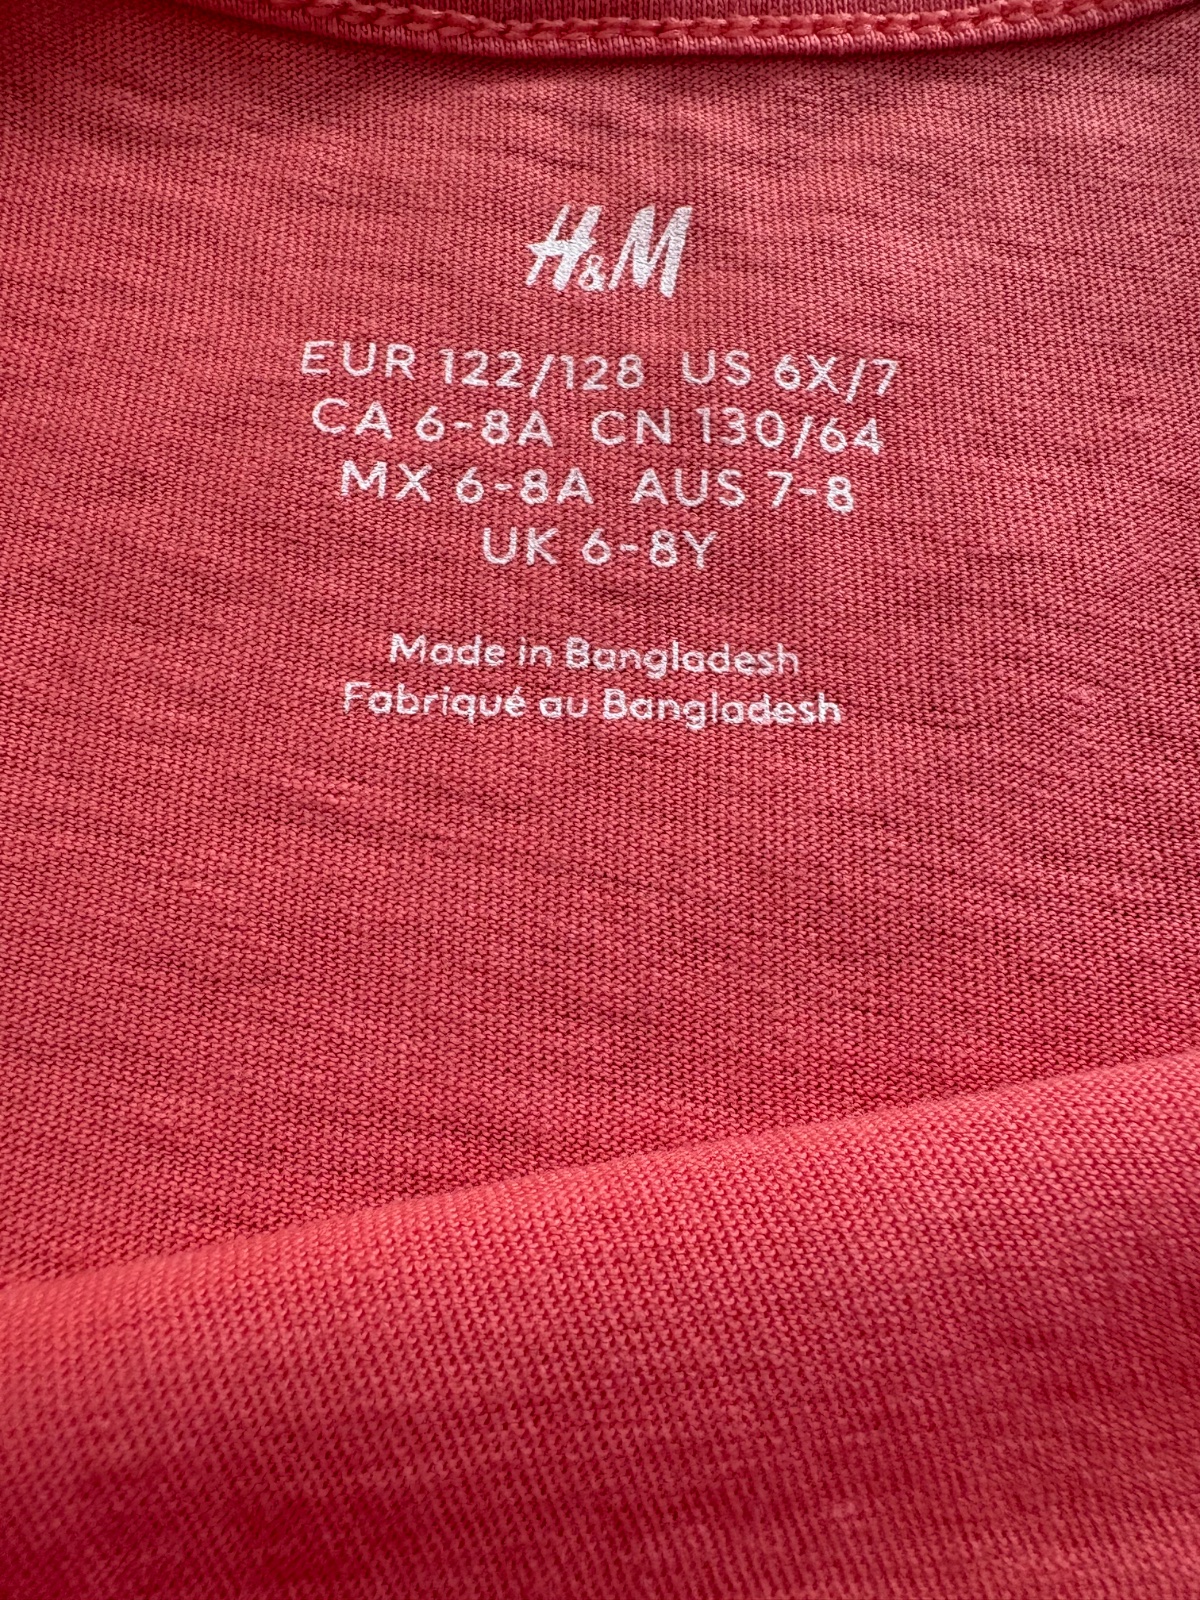 H&M
EUR 122/128 US 6X/7
CA 6-8A CN 130/64
MX 6-8A AUS 7-8
UK 6-8Y
Made in Bangladesh
Fabriqué au Bangladesh